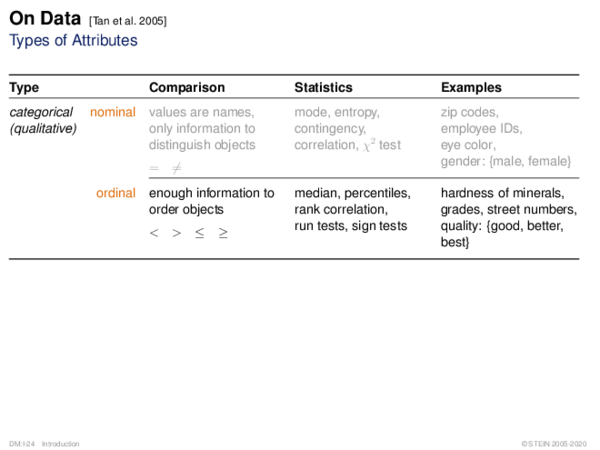 On Data [Tan et al. 2005]
Types of Attributes
Type Comparison Statistics Examples
categorical nominal values are names, mode, entropy, zip codes,
(qualitative) only information to contingency, employee IDs,
distinguish objects correlation, χ² test eye color,
= ≠ gender: {male, female}
ordinal enough information to median, percentiles, hardness of minerals,
order objects rank correlation, grades, street numbers,
< > ≤ ≥ run tests, sign tests quality: {good, better,
best}
DM:I-24 Introduction © STEIN 2005-2020